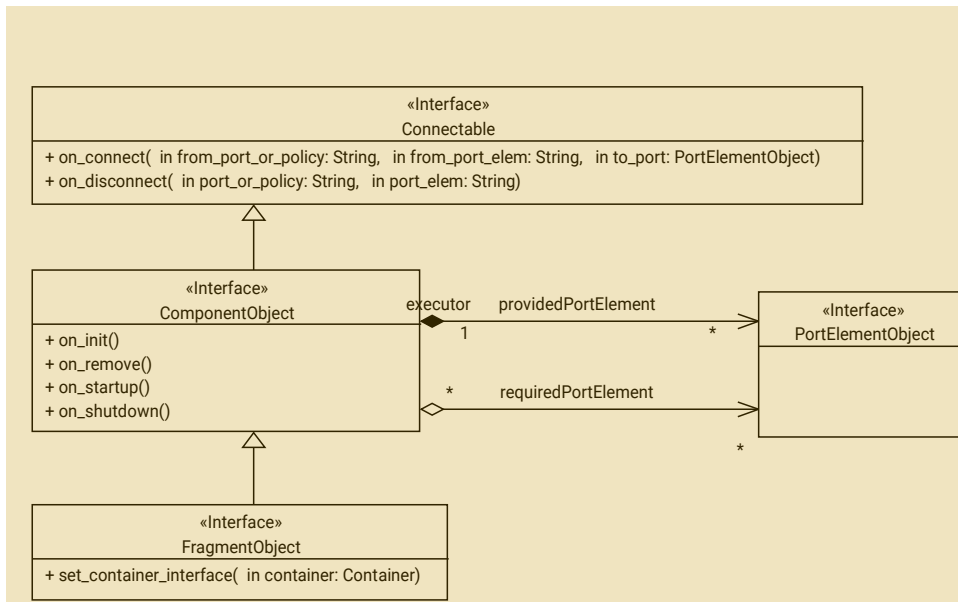 «Interface»
Connectable
+ on_connect( in from_port_or_policy: String, in from_port_elem: String, in to_port: PortElementObject)
+ on_disconnect( in port_or_policy: String, in port_elem: String)
«Interface»
ComponentObject
+ on_init()
+ on_remove()
+ on_startup()
+ on_shutdown()
executor providedPortElement
1 *
* requiredPortElement
*
«Interface»
PortElementObject
«Interface»
FragmentObject
+ set_container_interface( in container: Container)